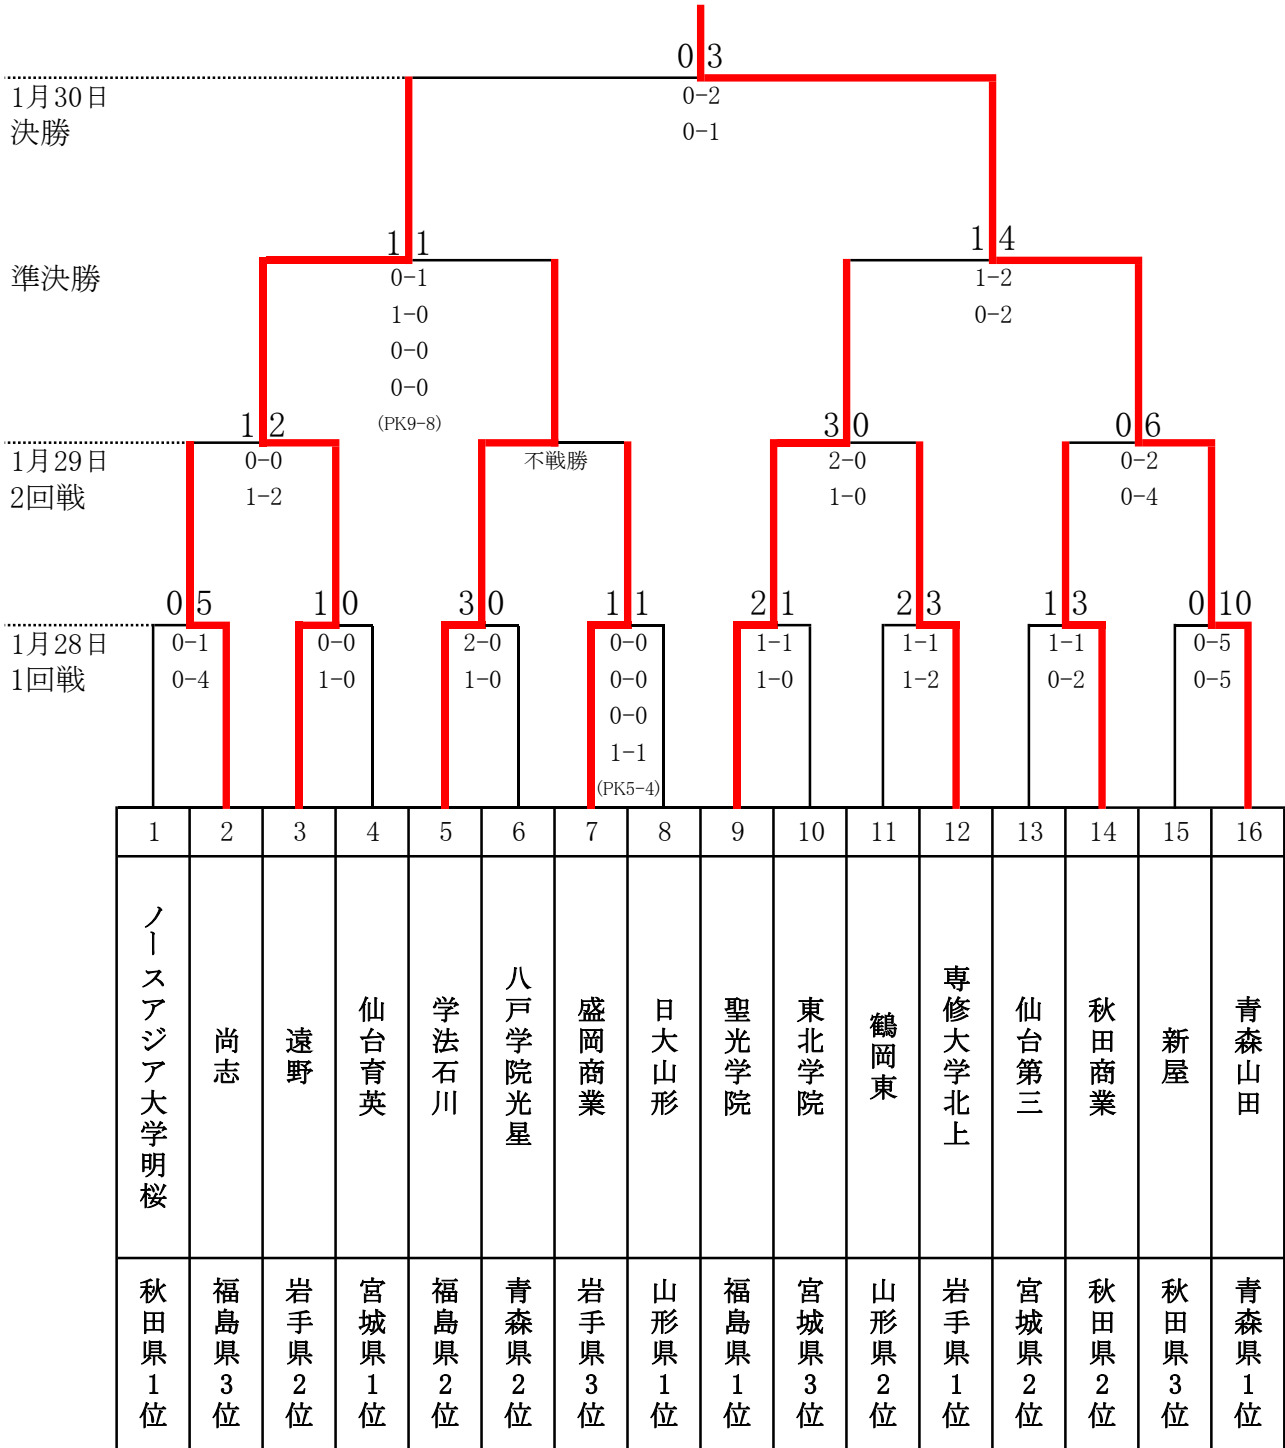 0 3
1月30日
決勝
0-2
0-1
準決勝
1 1
0-1
1-0
0-0
0-0
(PK9-8)
1 4
1-2
0-2
1月29日
2回戦
1 2
0-0
1-2
不戦勝
3 0
2-0
1-0
0 6
0-2
0-4
1月28日
1回戦
0 5
0-1
0-4
1 0
0-0
1-0
3 0
2-0
1-0
1 1
0-0
0-0
0-0
1-1
(PK5-4)
2 1
1-1
1-0
2 3
1-1
1-2
1 3
1-1
0-2
0 10
0-5
0-5
1 2 3 4 5 6 7 8 9 10 11 12 13 14 15 16
ノースアジア大学明桜
尚志
遠野
仙台育英
学法石川
八戸学院光星
盛岡商業
日大山形
聖光学院
東北学院
鶴岡東
専修大学北上
仙台第三
秋田商業
新屋
青森山田
秋田県1位
福島県3位
岩手県2位
宮城県1位
福島県2位
青森県2位
岩手県3位
山形県1位
福島県1位
宮城県3位
山形県2位
岩手県1位
宮城県2位
秋田県2位
秋田県3位
青森県1位